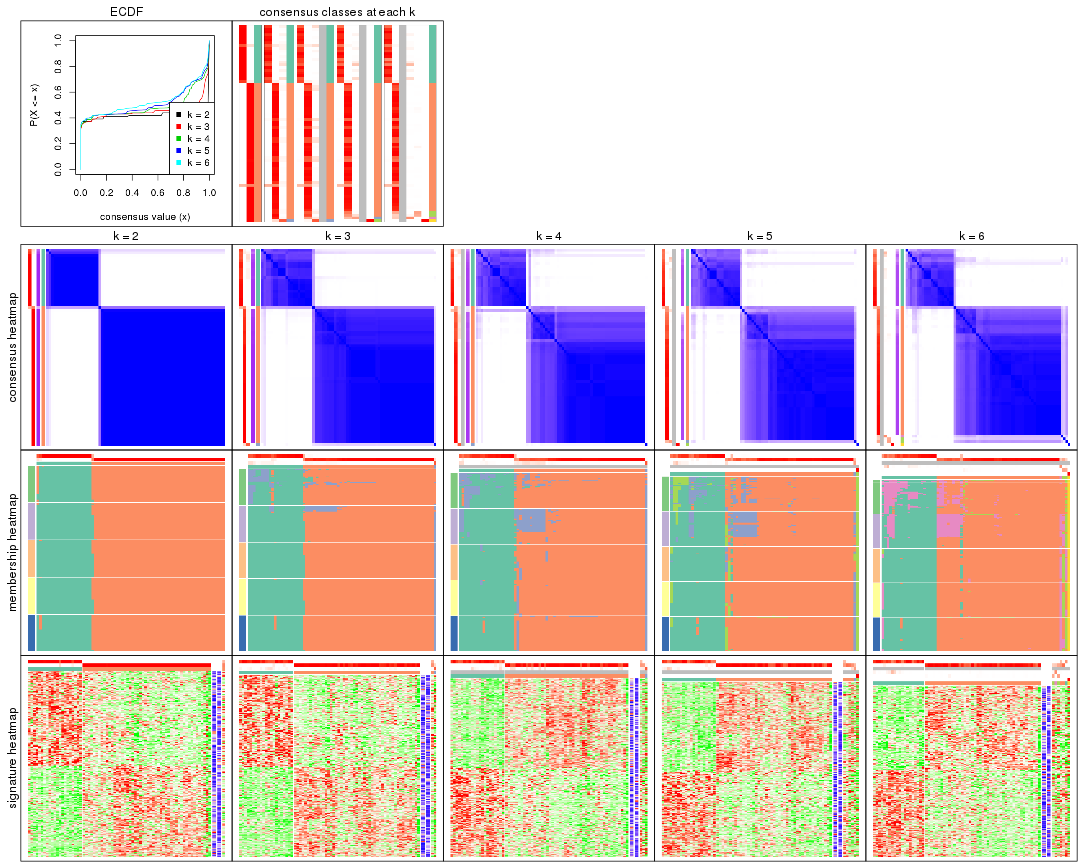 ECDF
consensus classes at each k
P(X <= x)
0.0
0.2
0.4
0.6
0.8
1.0
k = 2
k = 3
k = 4
k = 5
k = 6
0.0
0.2
0.4
0.6
0.8
1.0
consensus value (x)
k = 2
k = 3
k = 4
k = 5
k = 6
consensus heatmap
membership heatmap
signature heatmap